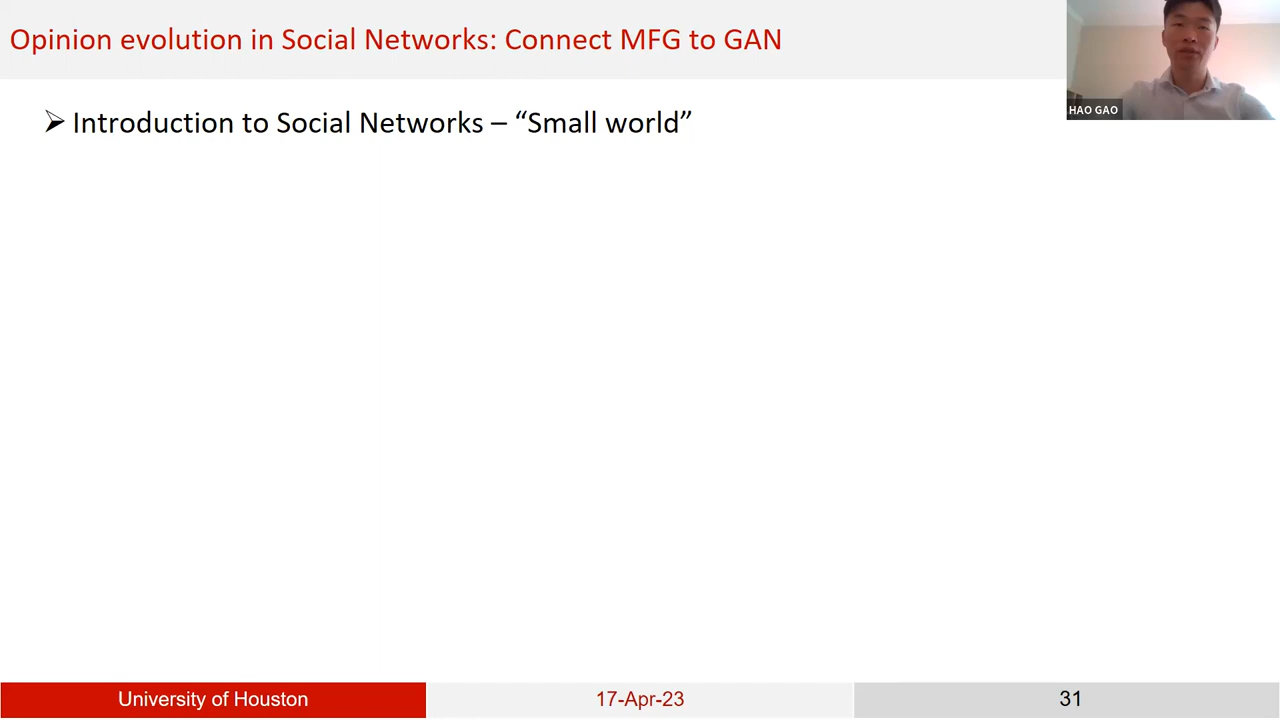 Opinion evolution in Social Networks: Connect MFG to GAN
HAO GAO
➢ Introduction to Social Networks – “Small world”
University of Houston
17-Apr-23
31